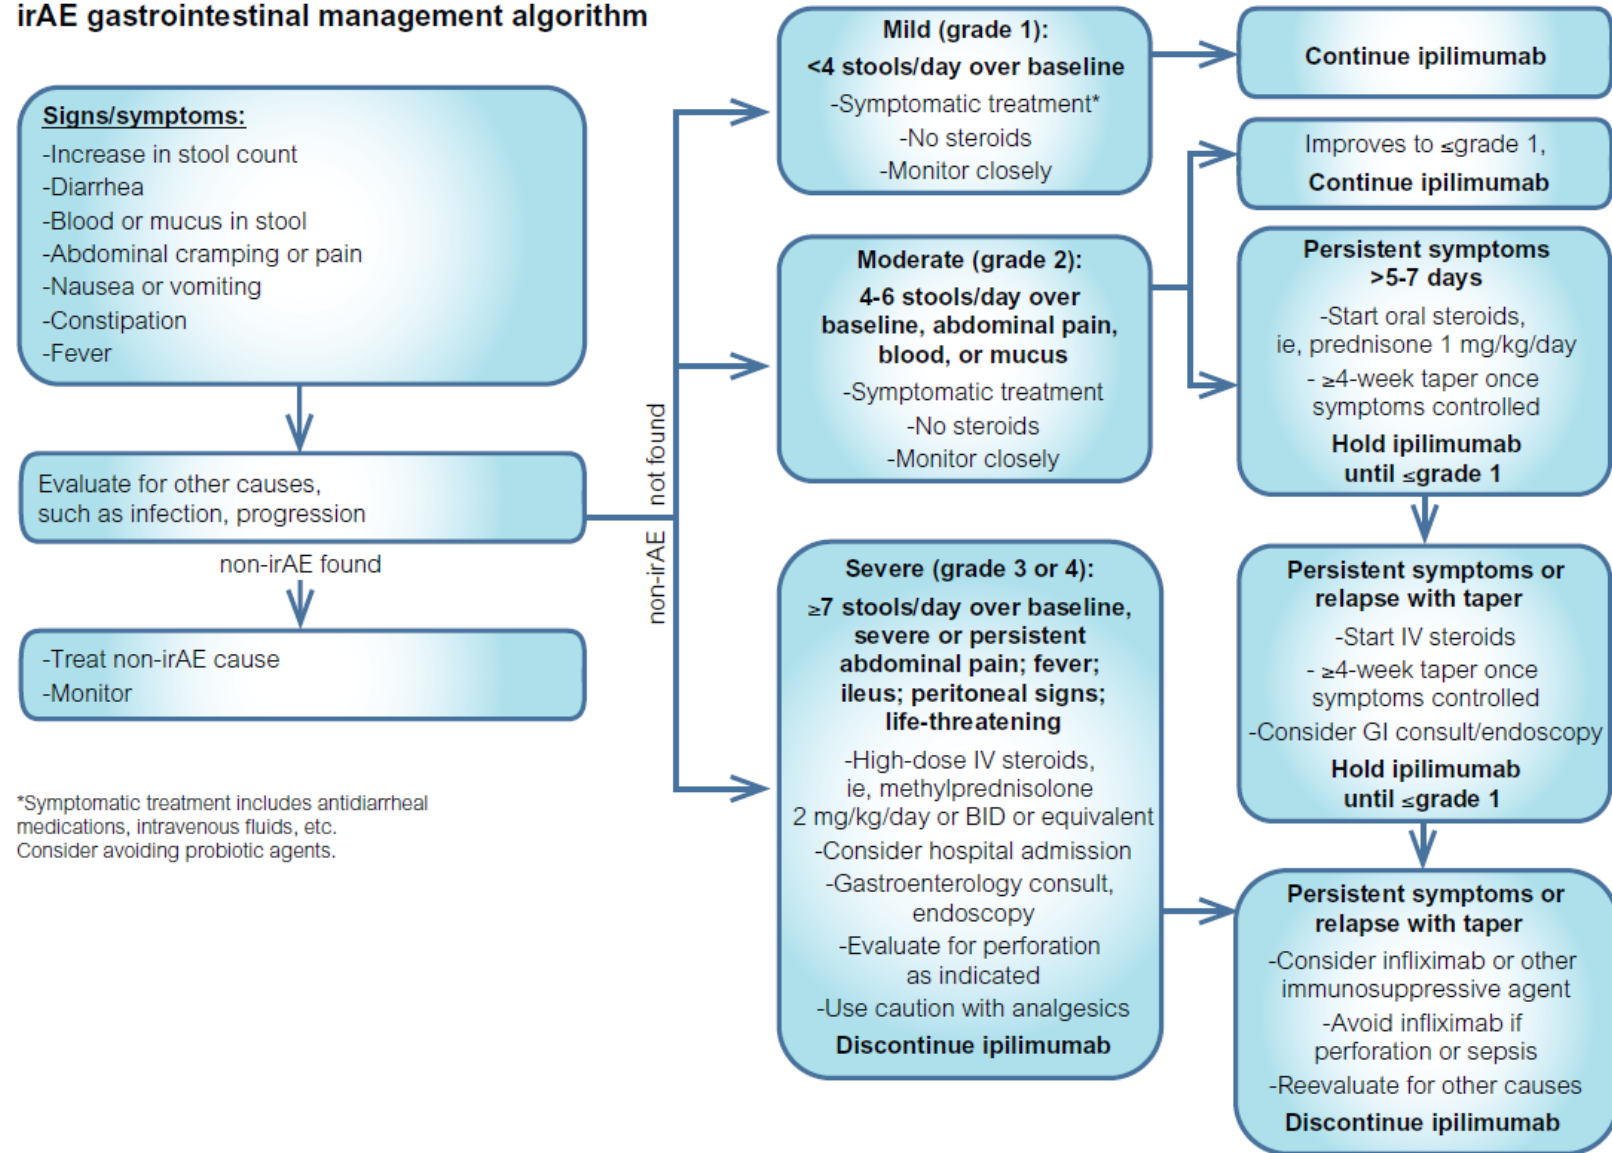 irAE gastrointestinal management algorithm
Signs/symptoms:
-Increase in stool count
-Diarrhea
-Blood or mucus in stool
-Abdominal cramping or pain
-Nausea or vomiting
-Constipation
-Fever
Evaluate for other causes,
such as infection, progression
non-irAE found
-Treat non-irAE cause
-Monitor
*Symptomatic treatment includes antidiarrheal
medications, intravenous fluids, etc.
Consider avoiding probiotic agents.
non-irAE not found
Mild (grade 1):
<4 stools/day over baseline
-Symptomatic treatment*
-No steroids
-Monitor closely
Continue ipilimumab
Moderate (grade 2):
4-6 stools/day over
baseline, abdominal pain,
blood, or mucus
-Symptomatic treatment
-No steroids
-Monitor closely
Improves to ≤grade 1,
Continue ipilimumab
Persistent symptoms
>5-7 days
-Start oral steroids,
ie, prednisone 1 mg/kg/day
- ≥4-week taper once
symptoms controlled
Hold ipilimumab
until ≤grade 1
Persistent symptoms or
relapse with taper
-Start IV steroids
- ≥4-week taper once
symptoms controlled
-Consider GI consult/endoscopy
Hold ipilimumab
until ≤grade 1
Severe (grade 3 or 4):
≥7 stools/day over baseline,
severe or persistent
abdominal pain; fever;
ileus; peritoneal signs;
life-threatening
-High-dose IV steroids,
ie, methylprednisolone
2 mg/kg/day or BID or equivalent
-Consider hospital admission
-Gastroenterology consult,
endoscopy
-Evaluate for perforation
as indicated
-Use caution with analgesics
Discontinue ipilimumab
Persistent symptoms or
relapse with taper
-Consider infliximab or other
immunosuppressive agent
-Avoid infliximab if
perforation or sepsis
-Reevaluate for other causes
Discontinue ipilimumab